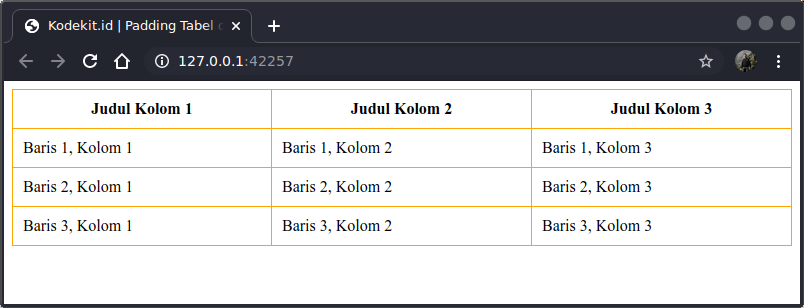 Kodekit.id | Padding Tabel
127.0.0.1:42257
Judul Kolom 1 Judul Kolom 2 Judul Kolom 3
Baris 1, Kolom 1 Baris 1, Kolom 2 Baris 1, Kolom 3
Baris 2, Kolom 1 Baris 2, Kolom 2 Baris 2, Kolom 3
Baris 3, Kolom 1 Baris 3, Kolom 2 Baris 3, Kolom 3